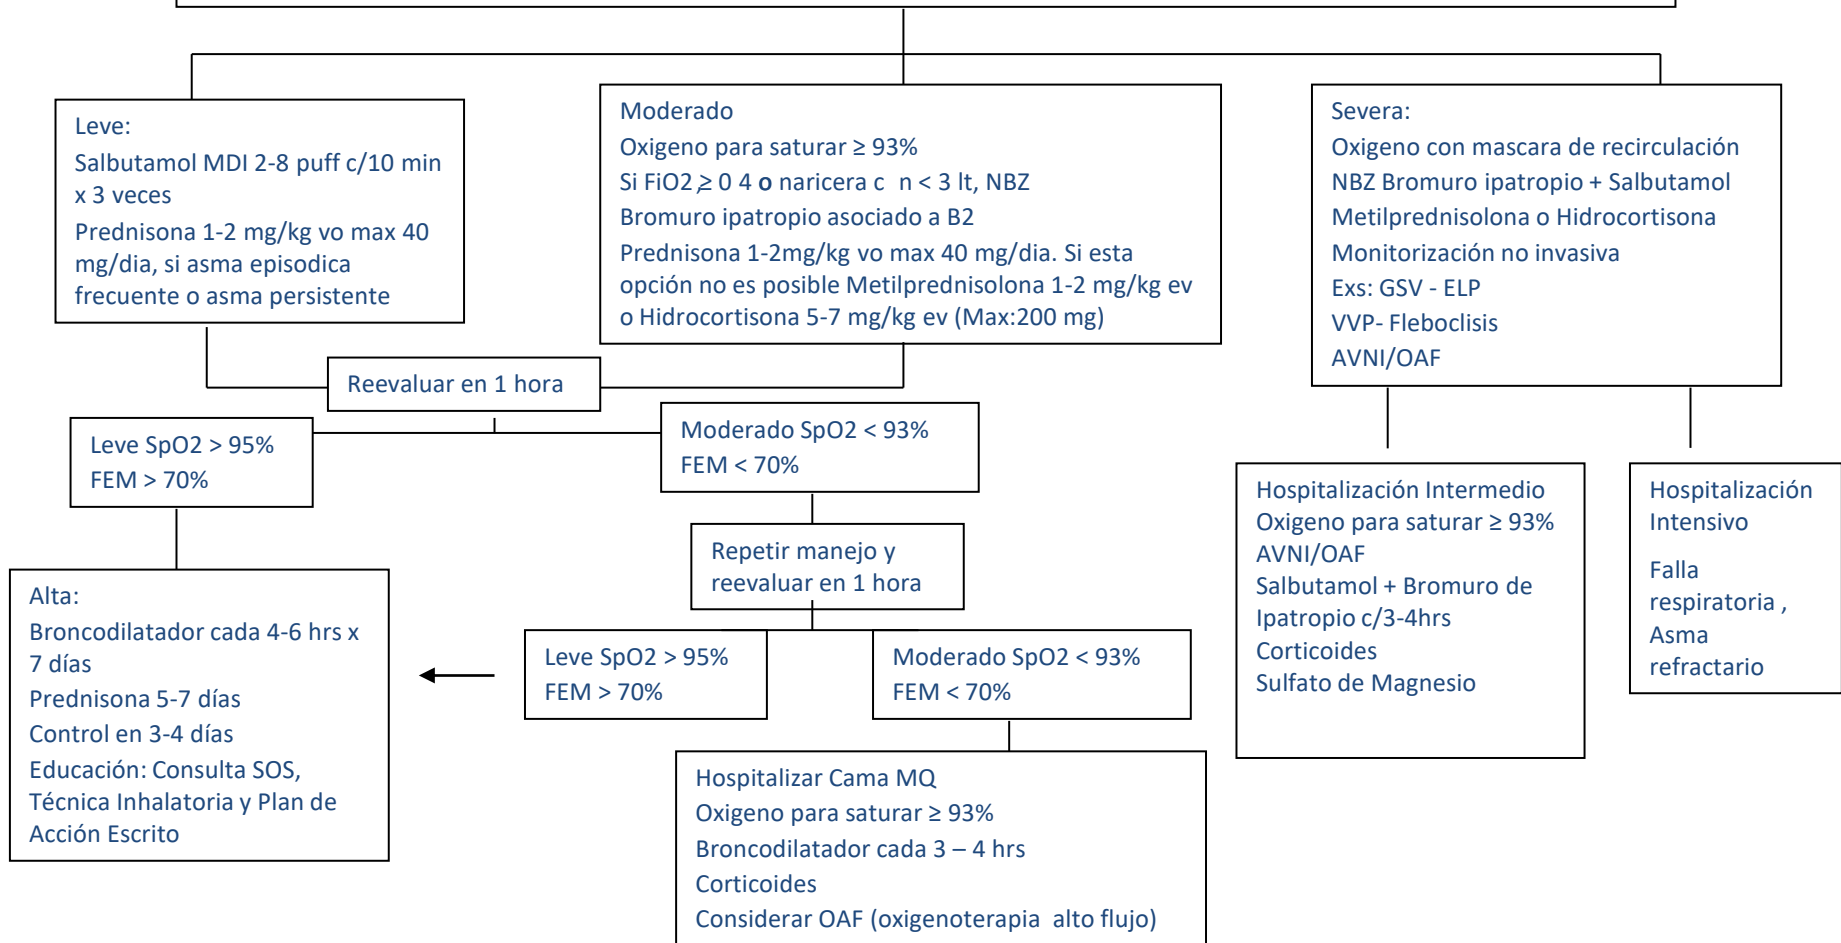 Leve:
Salbutamol MDI 2-8 puff c/10 min
x 3 veces
Prednisona 1-2 mg/kg vo max 40
mg/dia, si asma episodica
frecuente o asma persistente
Moderado
Oxigeno para saturar ≥ 93%
Si FiO2 ≥ 0 4 o naricera c n < 3 lt, NBZ
Bromuro ipatropio asociado a B2
Prednisona 1-2mg/kg vo max 40 mg/dia. Si esta
opción no es posible Metilprednisolona 1-2 mg/kg ev
o Hidrocortisona 5-7 mg/kg ev (Max:200 mg)
Severa:
Oxigeno con mascara de recirculación
NBZ Bromuro ipatropio + Salbutamol
Metilprednisolona o Hidrocortisona
Monitorización no invasiva
Exs: GSV - ELP
VVP- Fleboclisis
AVNI/OAF
Reevaluar en 1 hora
Leve SpO2 > 95%
FEM > 70%
Moderado SpO2 < 93%
FEM < 70%
Repetir manejo y
reevaluar en 1 hora
Leve SpO2 > 95%
FEM > 70%
Moderado SpO2 < 93%
FEM < 70%
Alta:
Broncodilatador cada 4-6 hrs x
7 días
Prednisona 5-7 días
Control en 3-4 días
Educación: Consulta SOS,
Técnica Inhalatoria y Plan de
Acción Escrito
Hospitalizar Cama MQ
Oxigeno para saturar ≥ 93%
Broncodilatador cada 3 – 4 hrs
Corticoides
Considerar OAF (oxigenoterapia alto flujo)
Hospitalización Intermedio
Oxigeno para saturar ≥ 93%
AVNI/OAF
Salbutamol + Bromuro de
Ipatropio c/3-4hrs
Corticoides
Sulfato de Magnesio
Hospitalización
Intensivo
Falla
respiratoria ,
Asma
refractario